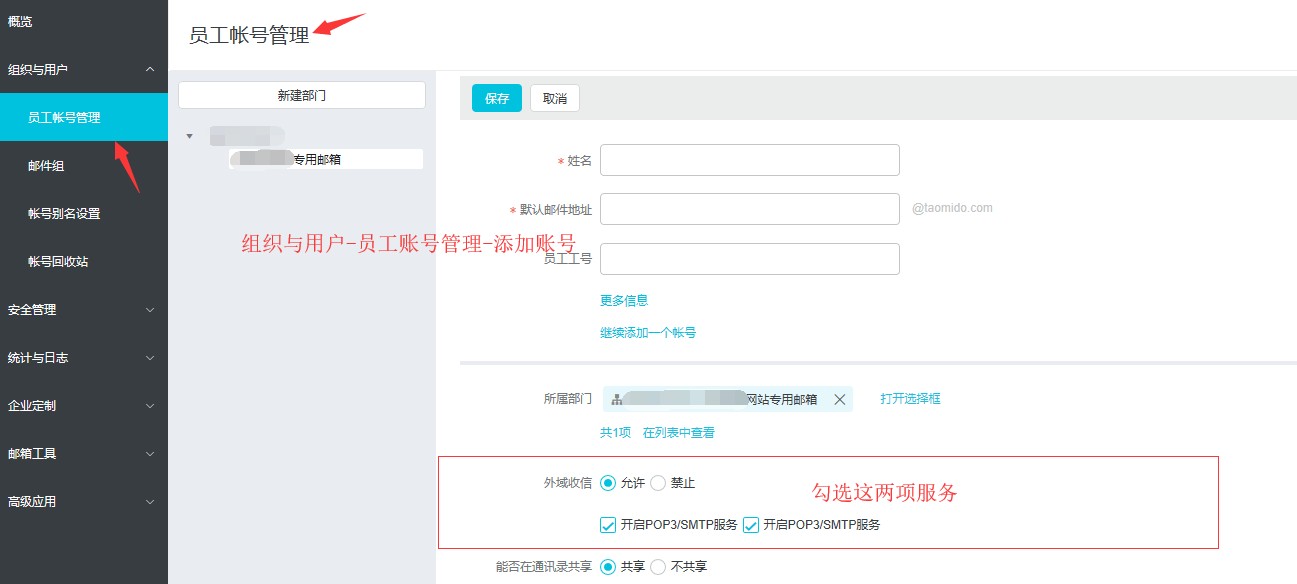 概览
组织与用户
员工帐号管理
邮件组
帐号别名设置
帐号回收站
安全管理
统计与日志
企业定制
邮箱工具
高级应用
员工帐号管理
新建部门
专用邮箱
保存 取消
* 姓名
* 默认邮件地址 @taomido.com
组织与用户-员工账号管理-添加账号
员工工号
更多信息
继续添加一个帐号
所属部门 网站专用邮箱 打开选择框
共1项 在列表中查看
外域收信 允许 禁止
勾选这两项服务
开启POP3/SMTP服务 开启POP3/SMTP服务
能否在通讯录共享 共享 不共享